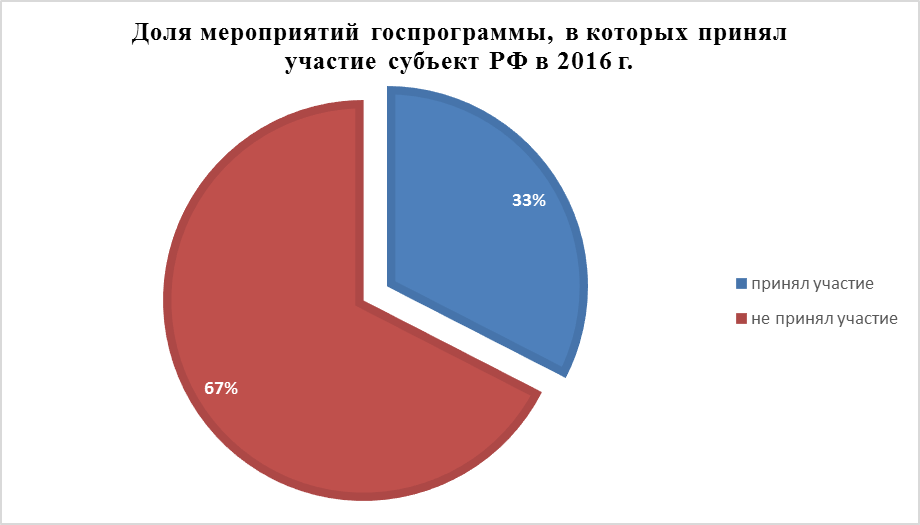 Доля мероприятий госпрограммы, в которых принял
участие субъект РФ в 2016 г.
33%
67%
принял участие
не принял участие